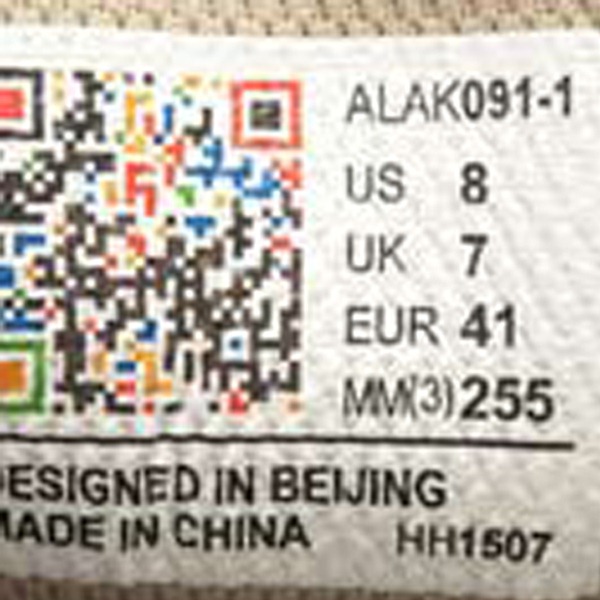 ALAK091-1
US 8
UK 7
EUR 41
MM(3) 255
DESIGNED IN BEIJING
MADE IN CHINA HH1507